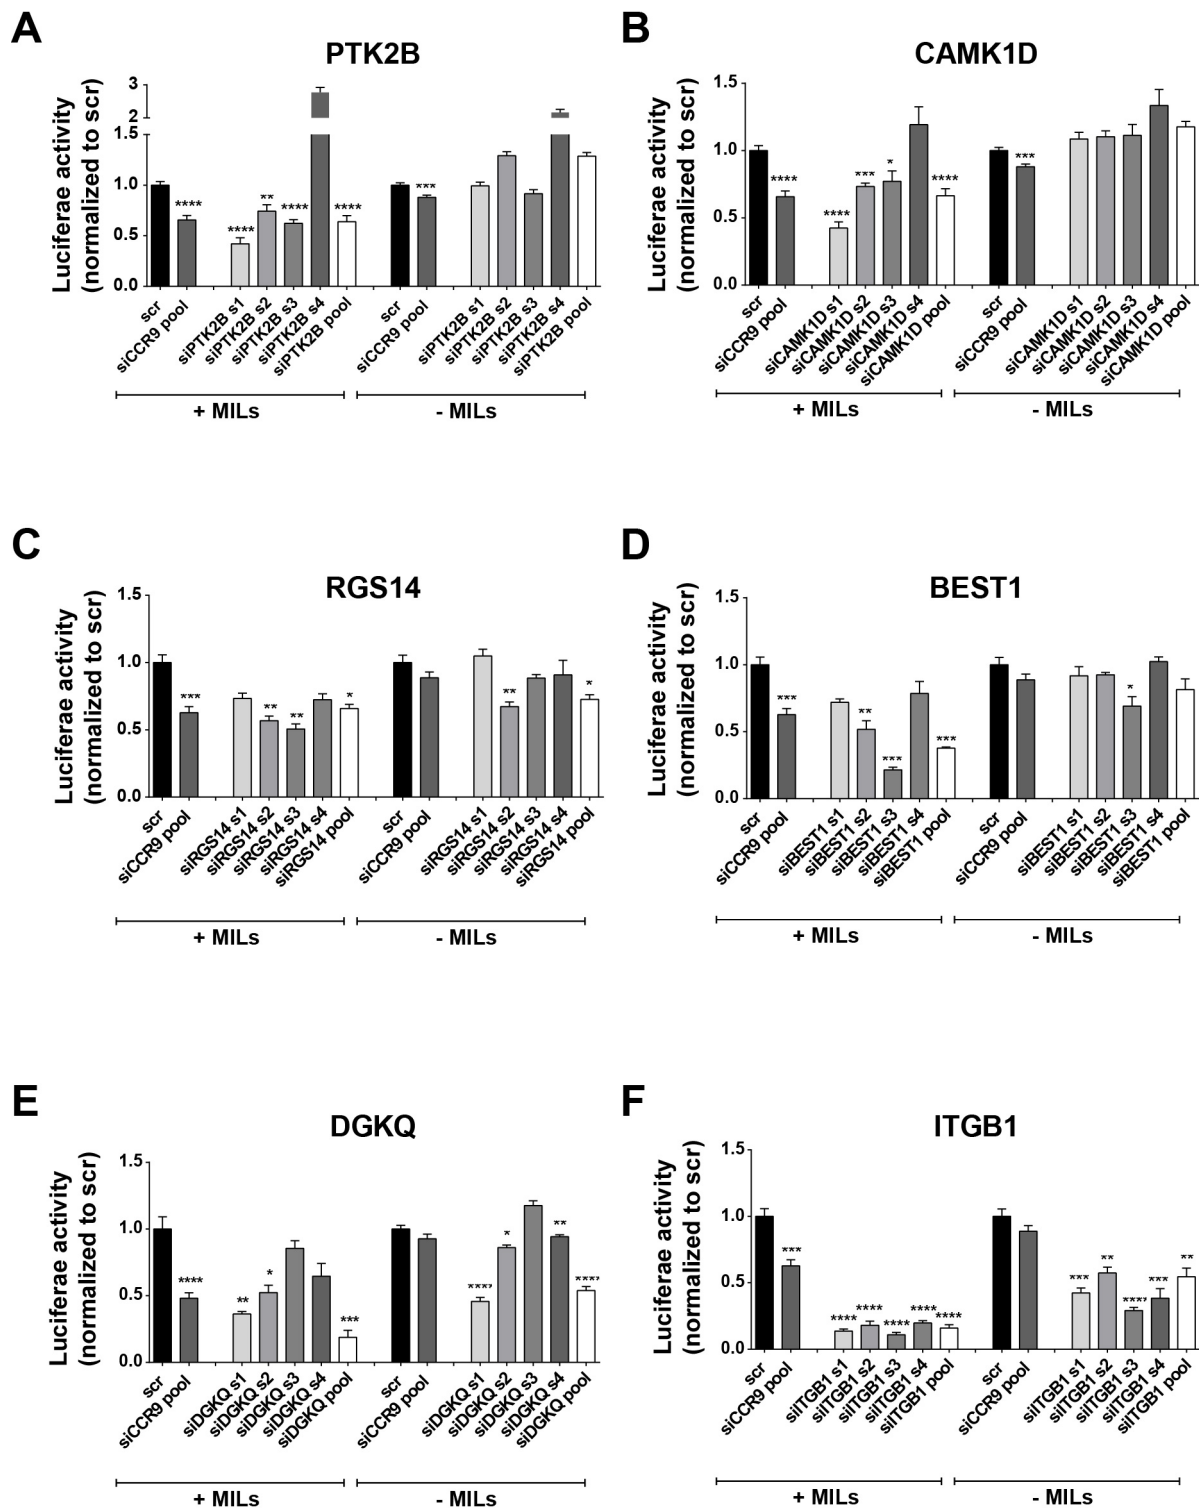 A
PTK2B
Luciferae activity
(normalized to scr)
3
2
1.5
1.0
0.5
0.0
****
****
**
****
****
***
scr
siCCR9 pool
siPTK2B s1
siPTK2B s2
siPTK2B s3
siPTK2B s4
siPTK2B pool
scr
siCCR9 pool
siPTK2B s1
siPTK2B s2
siPTK2B s3
siPTK2B s4
siPTK2B pool
+ MILs
- MILs
B
CAMK1D
Luciferae activity
(normalized to scr)
1.5
1.0
0.5
0.0
****
****
***
*
****
***
scr
siCCR9 pool
siCAMK1D s1
siCAMK1D s2
siCAMK1D s3
siCAMK1D s4
siCAMK1D pool
scr
siCCR9 pool
siCAMK1D s1
siCAMK1D s2
siCAMK1D s3
siCAMK1D s4
siCAMK1D pool
+ MILs
- MILs
C
RGS14
Luciferae activity
(normalized to scr)
1.5
1.0
0.5
0.0
***
**
**
*
**
*
scr
siCCR9 pool
siRGS14 s1
siRGS14 s2
siRGS14 s3
siRGS14 s4
siRGS14 pool
scr
siCCR9 pool
siRGS14 s1
siRGS14 s2
siRGS14 s3
siRGS14 s4
siRGS14 pool
+ MILs
- MILs
D
BEST1
Luciferae activity
(normalized to scr)
1.5
1.0
0.5
0.0
***
**
***
***
*
scr
siCCR9 pool
siBEST1 s1
siBEST1 s2
siBEST1 s3
siBEST1 s4
siBEST1 pool
scr
siCCR9 pool
siBEST1 s1
siBEST1 s2
siBEST1 s3
siBEST1 s4
siBEST1 pool
+ MILs
- MILs
E
DGKQ
Luciferae activity
(normalized to scr)
1.5
1.0
0.5
0.0
****
**
*
***
****
*
**
****
scr
siCCR9 pool
siDGKQ s1
siDGKQ s2
siDGKQ s3
siDGKQ s4
siDGKQ pool
scr
siCCR9 pool
siDGKQ s1
siDGKQ s2
siDGKQ s3
siDGKQ s4
siDGKQ pool
+ MILs
- MILs
F
ITGB1
Luciferae activity
(normalized to scr)
1.5
1.0
0.5
0.0
***
****
****
****
****
****
***
**
****
***
**
scr
siCCR9 pool
siITGB1 s1
siITGB1 s2
siITGB1 s3
siITGB1 s4
siITGB1 pool
scr
siCCR9 pool
siITGB1 s1
siITGB1 s2
siITGB1 s3
siITGB1 s4
siITGB1 pool
+ MILs
- MILs